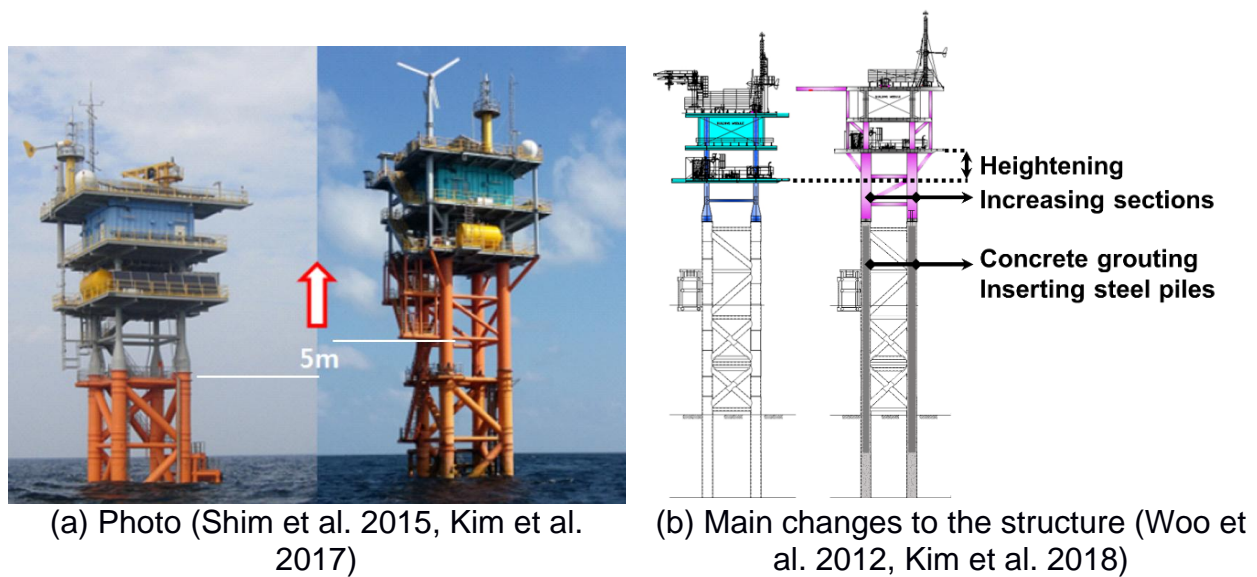 5m
Heightening
Increasing sections
Concrete grouting
Inserting steel piles
(a) Photo (Shim et al. 2015, Kim et al.
2017)
(b) Main changes to the structure (Woo et
al. 2012, Kim et al. 2018)